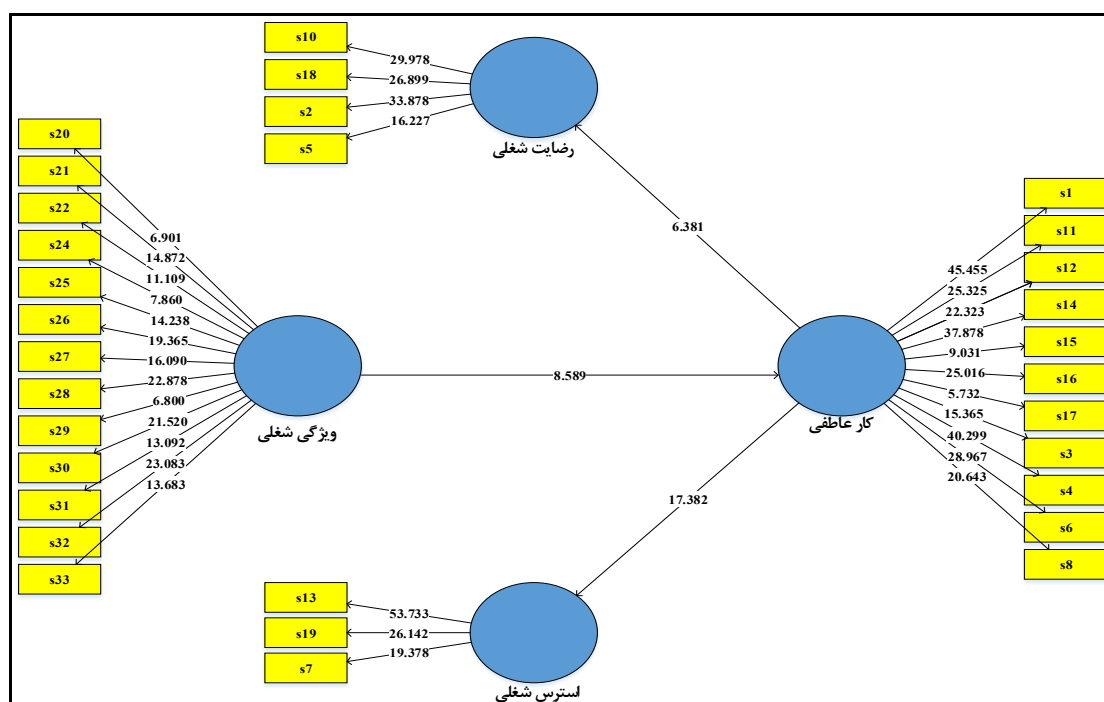 s10
s18
s2
s5
29.978
26.899
33.878
16.227
رضایت شغلی
s20
s21
s22
s24
s25
s26
s27
s28
s29
s30
s31
s32
s33
6.901
14.872
11.109
7.860
14.238
19.365
16.090
22.878
6.800
21.520
13.092
23.083
13.683
ویژگی شغلی
8.589
6.381
17.382
کار عاطفی
45.455
25.325
22.323
37.878
9.031
25.016
5.732
15.365
40.299
28.967
20.643
s1
s11
s12
s14
s15
s16
s17
s3
s4
s6
s8
s13
s19
s7
53.733
26.142
19.378
استرس شغلی